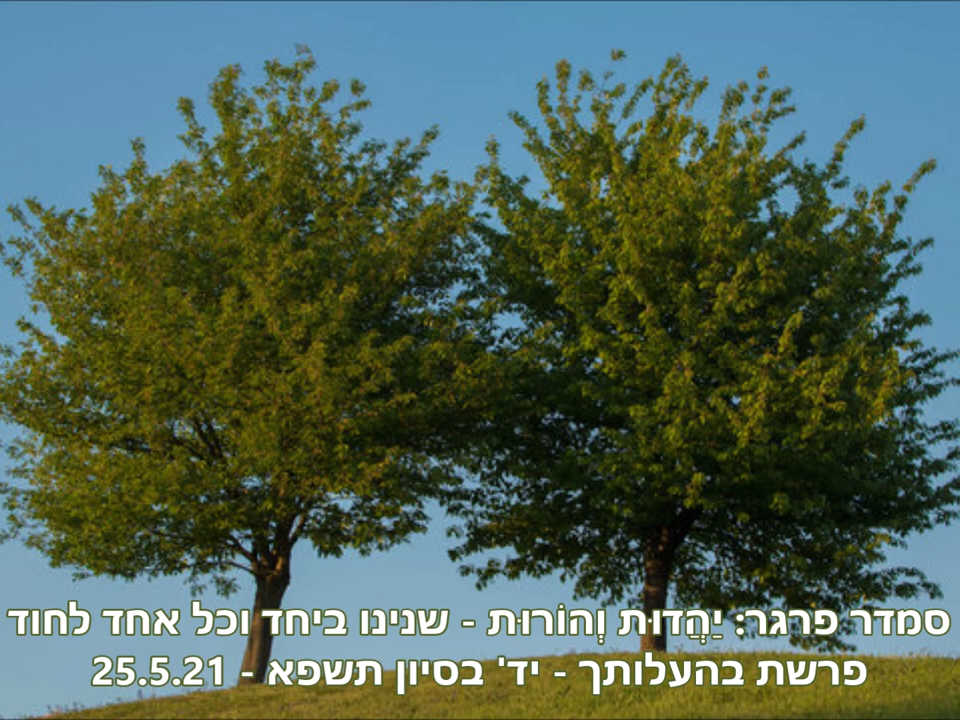 סמדר פרגר: יַהֲדוּת וְהוֹרוּת - שנינו ביחד וכל אחד לחוד
פרשת בהעלותך - יד' בסיון תשפא - 25.5.21